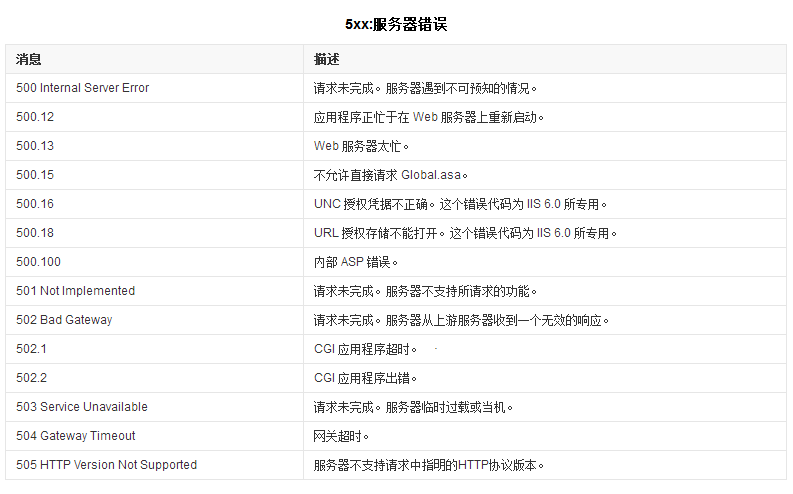 5xx:服务器错误
消息 描述
500 Internal Server Error 请求未完成。服务器遇到不可预知的情况。
500.12 应用程序正忙于在 Web 服务器上重新启动。
500.13 Web 服务器太忙。
500.15 不允许直接请求 Global.asa。
500.16 UNC 授权凭据不正确。这个错误代码为 IIS 6.0 所专用。
500.18 URL 授权存储不能打开。这个错误代码为 IIS 6.0 所专用。
500.100 内部 ASP 错误。
501 Not Implemented 请求未完成。服务器不支持所请求的功能。
502 Bad Gateway 请求未完成。服务器从上游服务器收到一个无效的响应。
502.1 CGI 应用程序超时。
502.2 CGI 应用程序出错。
503 Service Unavailable 请求未完成。服务器临时过载或当机。
504 Gateway Timeout 网关超时。
505 HTTP Version Not Supported 服务器不支持请求中指明的HTTP协议版本。